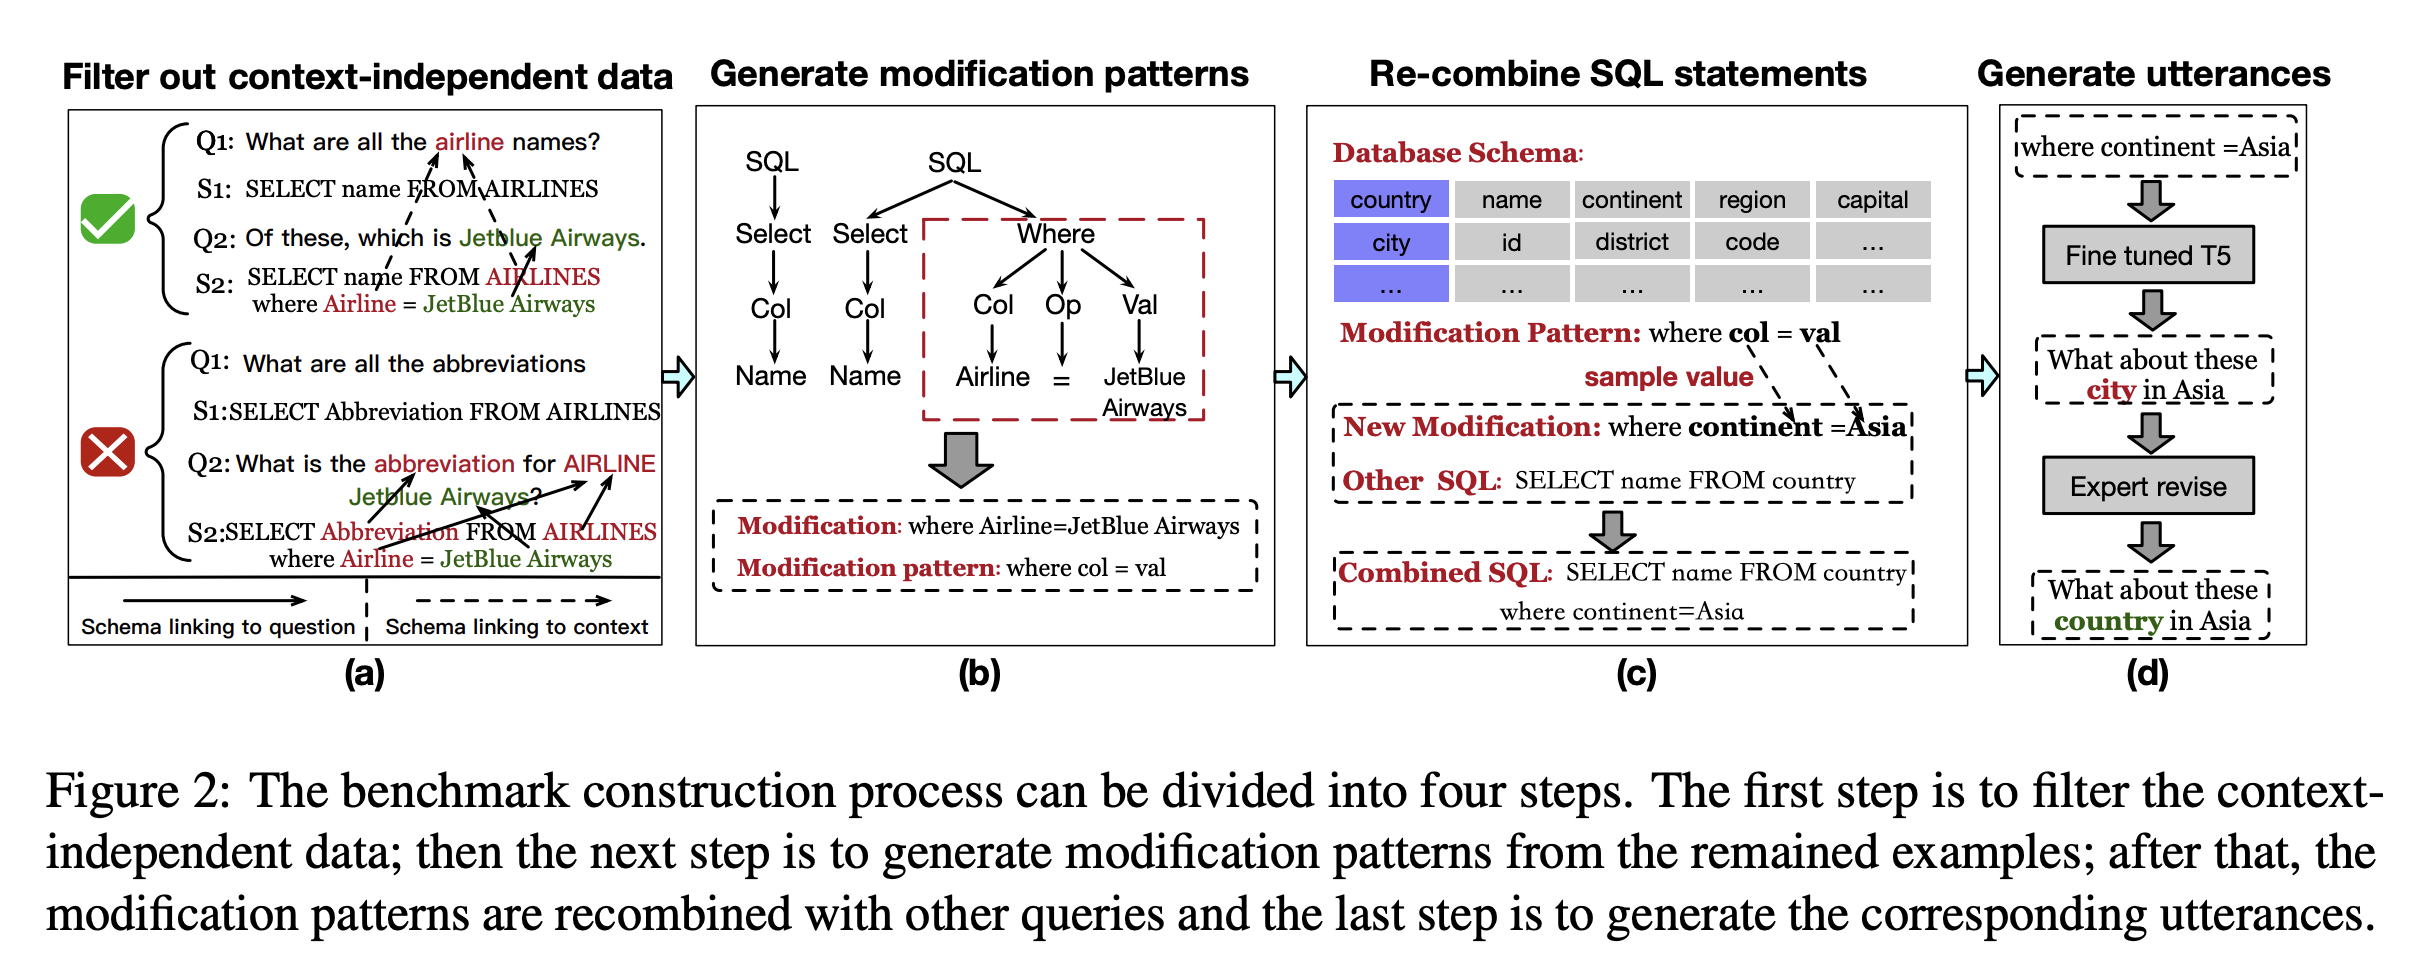 Filter out context-independent data
Q1: What are all the airline names?
S1: SELECT name FROM AIRLINES
Q2: Of these, which is Jetblue Airways.
S2: SELECT name FROM AIRLINES
where Airline = JetBlue Airways
Q1: What are all the abbreviations
S1:SELECT Abbreviation FROM AIRLINES
Q2: What is the abbreviation for AIRLINE
Jetblue Airways?
S2:SELECT Abbreviation FROM AIRLINES
where Airline = JetBlue Airways
Schema linking to question
Schema linking to context
(a)
Generate modification patterns
SQL SQL
Select Select Where
Col Col Col Op Val
Name Name Airline = JetBlue
Airways
Modification: where Airline=JetBlue Airways
Modification pattern: where col = val
(b)
Re-combine SQL statements
Database Schema:
country name continent region capital
city id district code ...
... ... ... ... ...
Modification Pattern: where col = val
sample value
New Modification: where continent =Asia
Other SQL: SELECT name FROM country
Combined SQL: SELECT name FROM country
where continent=Asia
(c)
Generate utterances
where continent =Asia
Fine tuned T5
What about these
city in Asia
Expert revise
What about these
country in Asia
(d)
Figure 2: The benchmark construction process can be divided into four steps. The first step is to filter the context-
independent data; then the next step is to generate modification patterns from the remained examples; after that, the
modification patterns are recombined with other queries and the last step is to generate the corresponding utterances.